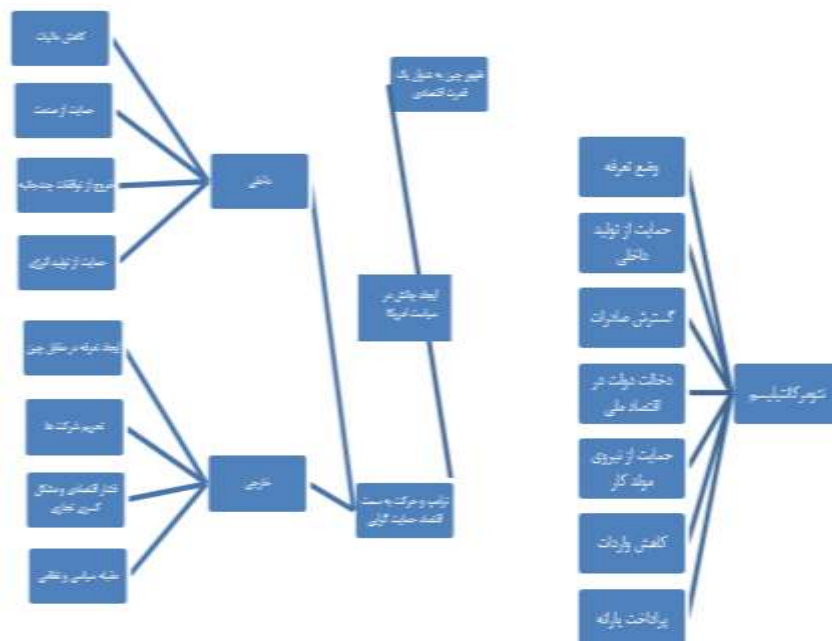 نئومرکانتیلیسم
وضع تعرفه
حمایت از تولید
داخلی
گسترش صادرات
دخالت دولت در
اقتصاد ملی
حمایت از نیروی
مولد کار
کاهش واردات
پرداخت یارانه
ظهور چین به عنوان یک
قدرت اقتصادی
ایجاد چالش در
سیاست امریکا
ترامپ و حرکت به سمت
اقتصاد حمایت گرایی
داخلی
کاهش مالیات
حمایت از صنعت
خروج از توافقات چندجانبه
حمایت از تولید انرژی
خارجی
ایجاد تعرفه در مقابل چین
تحریم شرکت ها
فشار اقتصادی و مشکل
کسری تجاری
مقابله سیاسی و نظامی